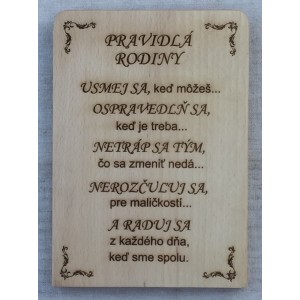 PRAVIDLÁ
RODINY
USMEJ SA, keď môžeš...
OSPRAVEDLŇ SA,
keď je treba...
NETRÁP SA TÝM,
čo sa zmeniť nedá...
NEROZČUĽUJ SA,
pre maličkostí...
A RADUJ SA
z každého dňa,
keď sme spolu.